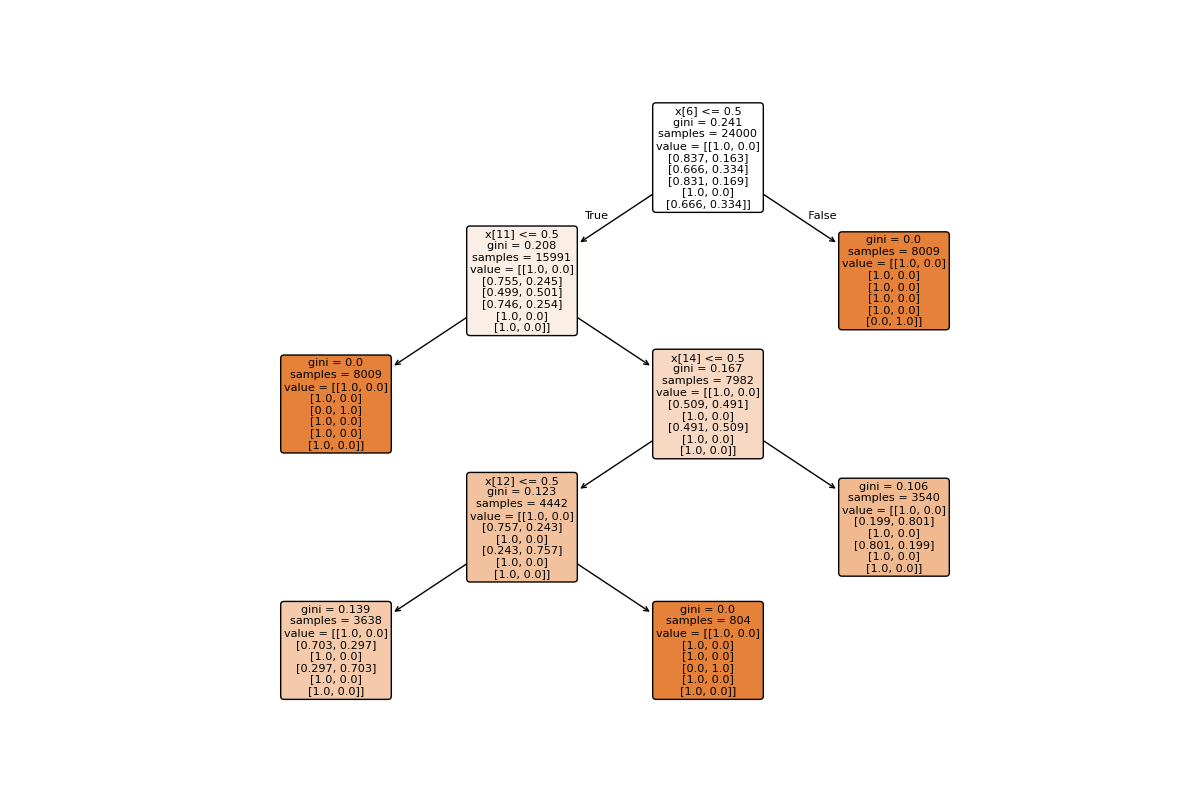 x[6] <= 0.5
gini = 0.241
samples = 24000
value = [[1.0, 0.0]
[0.837, 0.163]
[0.666, 0.334]
[0.831, 0.169]
[1.0, 0.0]
[0.666, 0.334]]
True
False
x[11] <= 0.5
gini = 0.208
samples = 15991
value = [[1.0, 0.0]
[0.755, 0.245]
[0.499, 0.501]
[0.746, 0.254]
[1.0, 0.0]
[1.0, 0.0]]
gini = 0.0
samples = 8009
value = [[1.0, 0.0]
[1.0, 0.0]
[1.0, 0.0]
[1.0, 0.0]
[1.0, 0.0]
[0.0, 1.0]]
gini = 0.0
samples = 8009
value = [[1.0, 0.0]
[1.0, 0.0]
[0.0, 1.0]
[1.0, 0.0]
[1.0, 0.0]
[1.0, 0.0]]
x[14] <= 0.5
gini = 0.167
samples = 7982
value = [[1.0, 0.0]
[0.509, 0.491]
[1.0, 0.0]
[0.491, 0.509]
[1.0, 0.0]
[1.0, 0.0]]
x[12] <= 0.5
gini = 0.123
samples = 4442
value = [[1.0, 0.0]
[0.757, 0.243]
[1.0, 0.0]
[0.243, 0.757]
[1.0, 0.0]
[1.0, 0.0]]
gini = 0.106
samples = 3540
value = [[1.0, 0.0]
[0.199, 0.801]
[1.0, 0.0]
[0.801, 0.199]
[1.0, 0.0]
[1.0, 0.0]]
gini = 0.139
samples = 3638
value = [[1.0, 0.0]
[0.703, 0.297]
[1.0, 0.0]
[0.297, 0.703]
[1.0, 0.0]
[1.0, 0.0]]
gini = 0.0
samples = 804
value = [[1.0, 0.0]
[1.0, 0.0]
[1.0, 0.0]
[0.0, 1.0]
[1.0, 0.0]
[1.0, 0.0]]